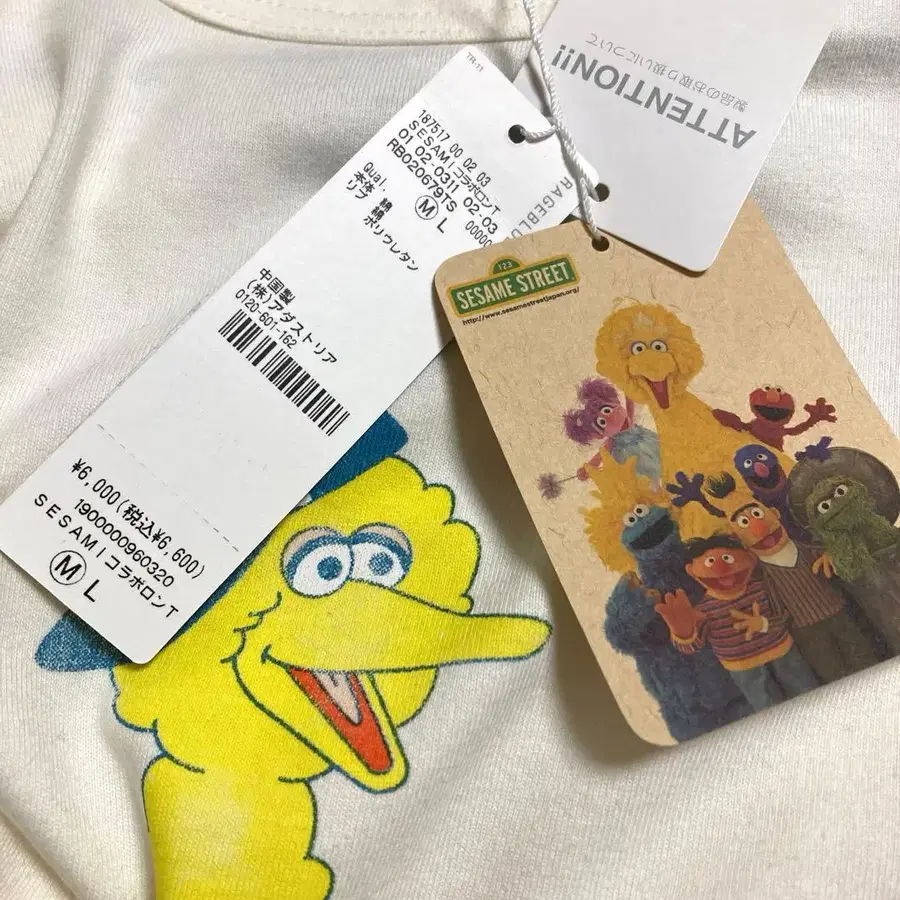 TR-11
187517 00 02 03
SESAMIコラボロンT
01 02-0311 02-03
RB020679TS 00000
M L
Qual.
本体 綿
リブ 綿
ポリウレタン
中国製
(株)アダストリア
0120-601-162
¥6,000(税込¥6,600)
1900000960320
SESAMIコラボロンT
M L
ATTENTION!!
製品のお取り扱いについて
RAGEBLU
123
SESAME STREET
http://www.sesamestreetjapan.org/